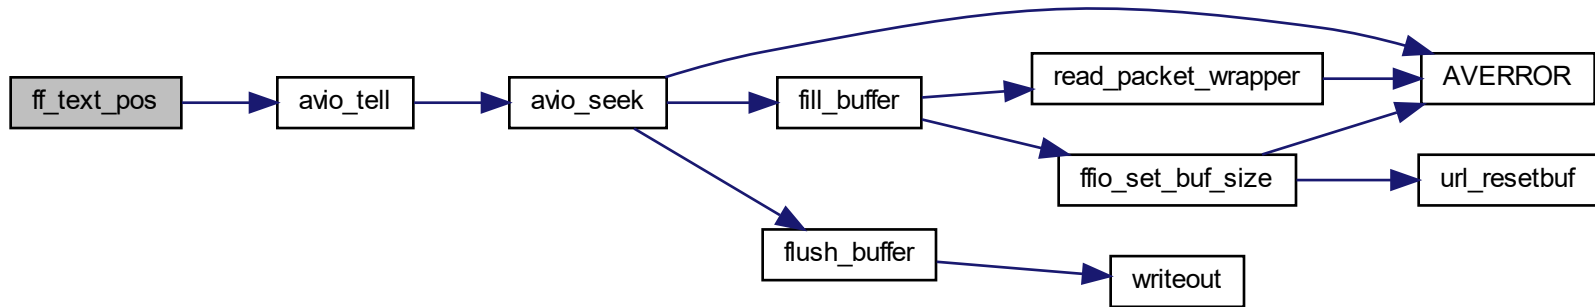 ff_text_pos
avio_tell
avio_seek
fill_buffer
read_packet_wrapper
AVERROR
ffio_set_buf_size
url_resetbuf
flush_buffer
writeout